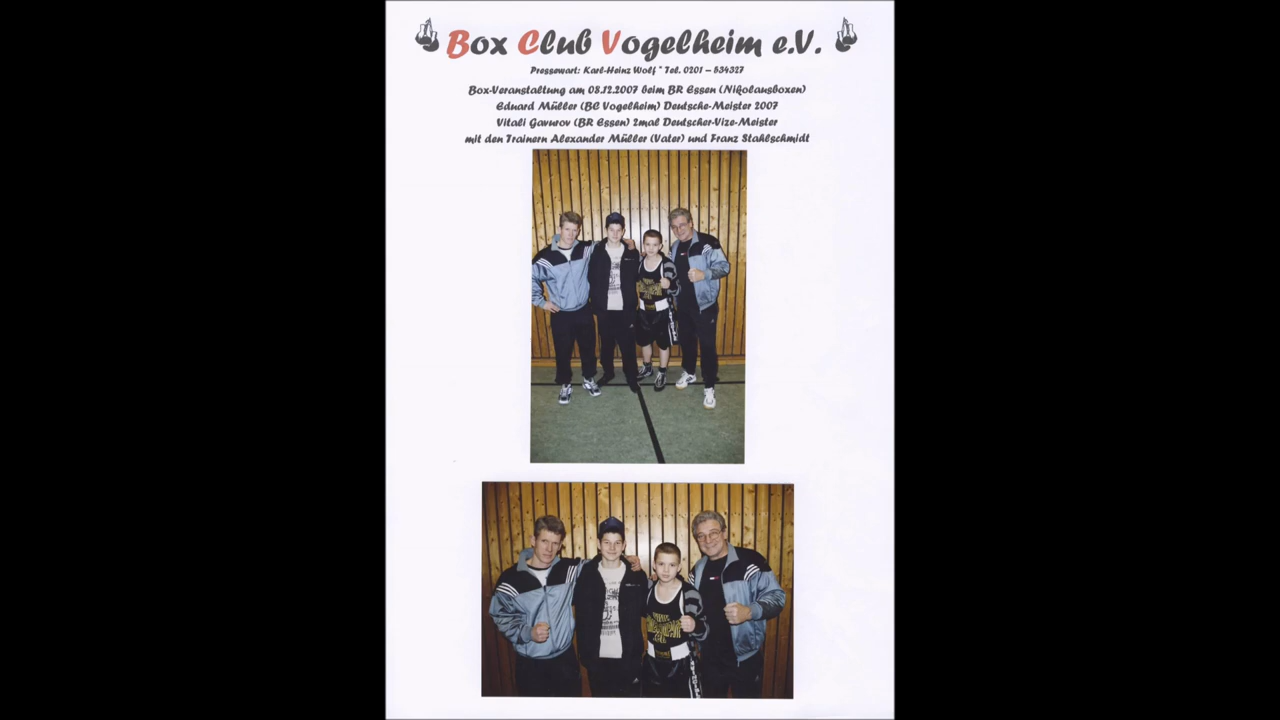 Box Club Vogelheim e.V.
Pressewart: Karl-Heinz Wolf * Tel. 0201 – 534327
Box-Veranstaltung am 08.12.2007 beim BR Essen (Nikolausboxen)
Eduard Müller (BC Vogelheim) Deutsche-Meister 2007
Vitali Gavurov (BR Essen) 2mal Deutscher-Vize-Meister
mit den Trainern Alexander Müller (Vater) und Franz Stahlschmidt